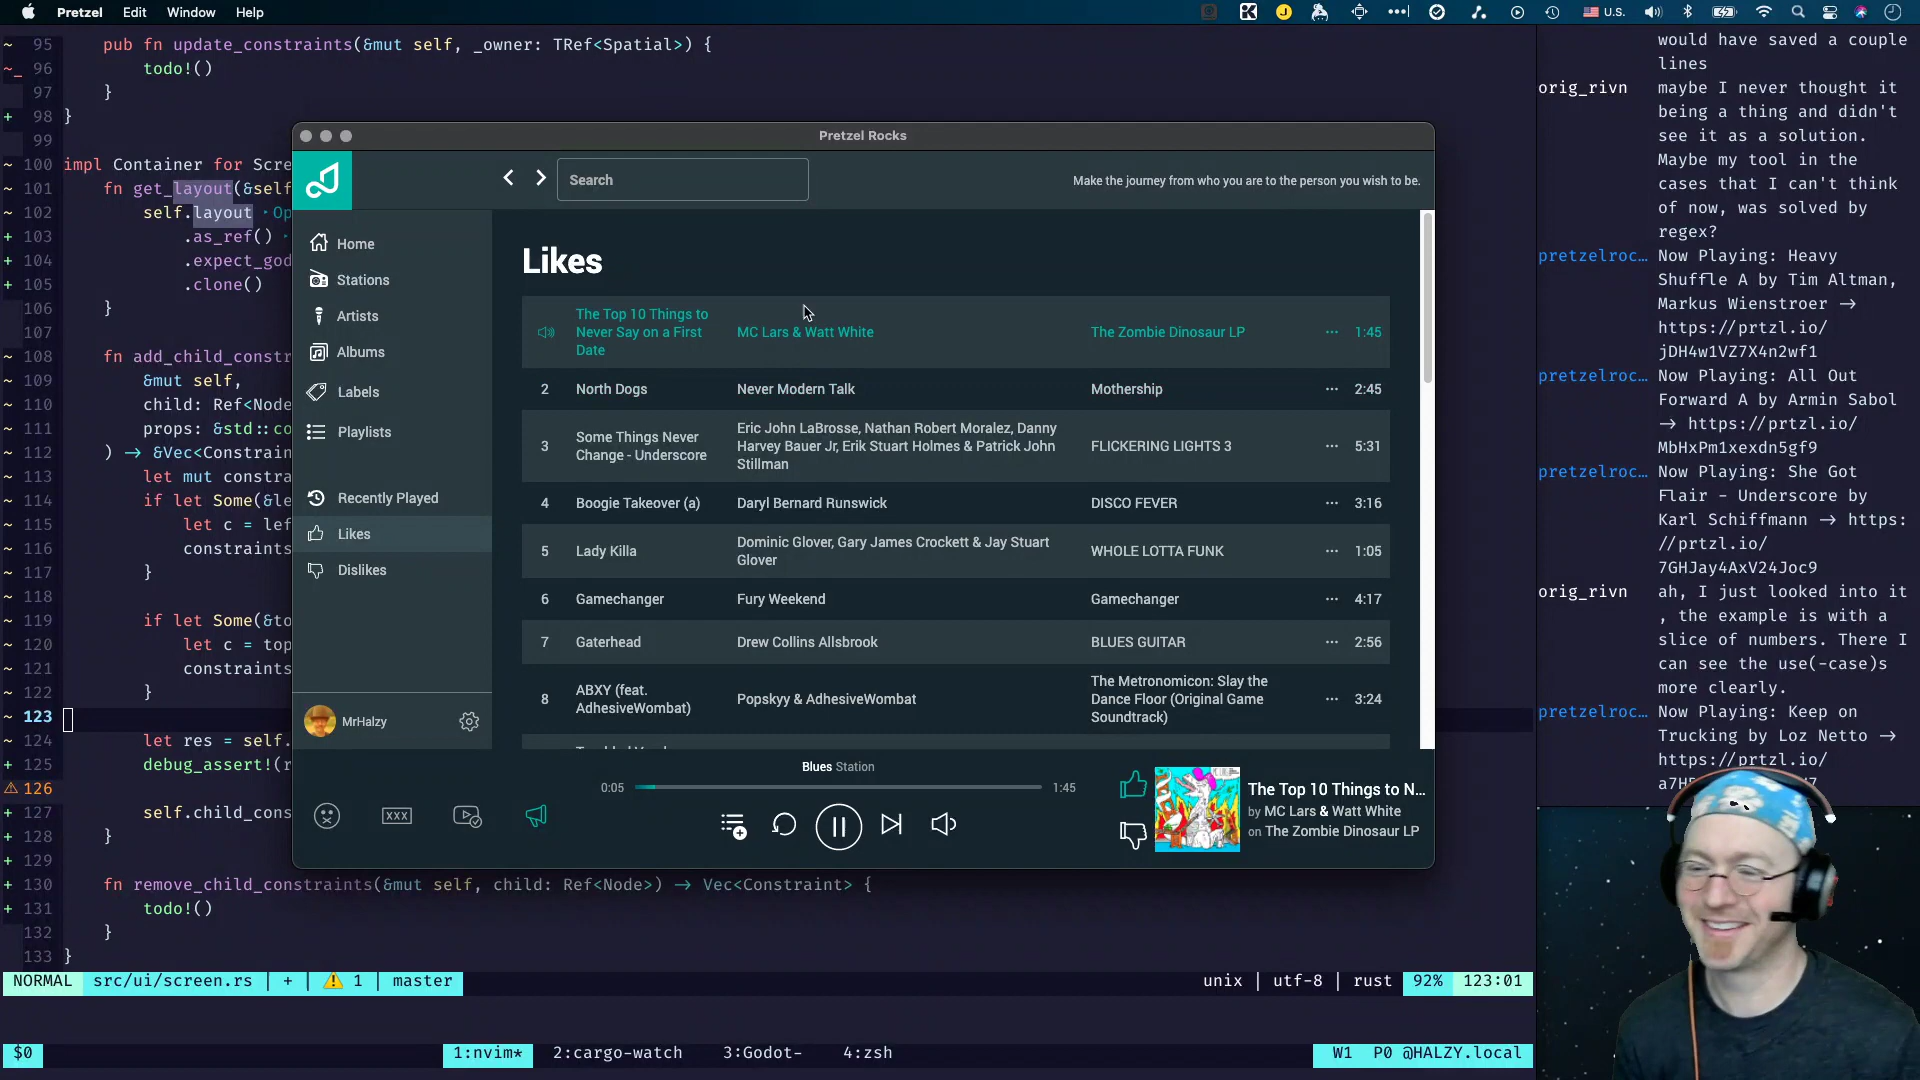 Pretzel Edit Window Help
U.S.
~ 95 pub fn update_constraints(&mut self, _owner: TRef<Spatial>) {
~_ 96 todo!()
97 }
+ 98 }
99
~ 100 impl Container for Scre
~ 101 fn get_layout(&self
~ 102 self.layout ‣Op
+ 103 .as_ref() ‣
+ 104 .expect_god
+ 105 .clone()
106 }
107
~ 108 fn add_child_constr
~ 109 &mut self,
~ 110 child: Ref<Node
~ 111 props: &std::co
~ 112 ) → &Vec<Constrain
~ 113 let mut constra
~ 114 if let Some(&le
~ 115 let c = lef
~ 116 constraints
~ 117 }
~ 118
~ 119 if let Some(&to
~ 120 let c = top
~ 121 constraints
~ 122 }
~ 123
~ 124 let res = self.
+ 125 debug_assert!(r
⚠ 126
+ 127 self.child_cons
+ 128 }
+ 129
+ 130 fn remove_child_constraints(&mut self, child: Ref<Node>) → Vec<Constraint> {
+ 131 todo!()
+ 132 }
~ 133 }
NORMAL src/ui/screen.rs | + | ⚠ 1 | master
unix | utf-8 | rust 92% 123:01
$0 1:nvim* 2:cargo-watch 3:Godot- 4:zsh W1 P0 @HALZY.local
Pretzel Rocks
Search
Make the journey from who you are to the person you wish to be.
Home
Stations
Artists
Albums
Labels
Playlists
Recently Played
Likes
Dislikes
MrHalzy
Likes
The Top 10 Things to Never Say on a First Date MC Lars & Watt White The Zombie Dinosaur LP ··· 1:45
2 North Dogs Never Modern Talk Mothership ··· 2:45
3 Some Things Never Change - Underscore Eric John LaBrosse, Nathan Robert Moralez, Danny Harvey Bauer Jr, Erik Stuart Holmes & Patrick John Stillman FLICKERING LIGHTS 3 ··· 5:31
4 Boogie Takeover (a) Daryl Bernard Runswick DISCO FEVER ··· 3:16
5 Lady Killa Dominic Glover, Gary James Crockett & Jay Stuart Glover WHOLE LOTTA FUNK ··· 1:05
6 Gamechanger Fury Weekend Gamechanger ··· 4:17
7 Gaterhead Drew Collins Allsbrook BLUES GUITAR ··· 2:56
8 ABXY (feat. AdhesiveWombat) Popskyy & AdhesiveWombat The Metronomicon: Slay the Dance Floor (Original Game Soundtrack) ··· 3:24
Blues Station
0:05 1:45
XXX
The Top 10 Things to N...
by MC Lars & Watt White
on The Zombie Dinosaur LP
would have saved a couple
lines
orig_rivn maybe I never thought it
being a thing and didn't
see it as a solution.
Maybe my tool in the
cases that I can't think
of now, was solved by
regex?
pretzelroc… Now Playing: Heavy
Shuffle A by Tim Altman,
Markus Wienstroer →
https://prtzl.io/
jDH4w1VZ7X4n2wf1
pretzelroc… Now Playing: All Out
Forward A by Armin Sabol
→ https://prtzl.io/
MbHxPm1xexdn5gf9
pretzelroc… Now Playing: She Got
Flair - Underscore by
Karl Schiffmann → https:
//prtzl.io/
7GHJay4AxV24Joc9
orig_rivn ah, I just looked into it
, the example is with a
slice of numbers. There I
can see the use(-case)s
more clearly.
pretzelroc… Now Playing: Keep on
Trucking by Loz Netto →
https://prtzl.io/